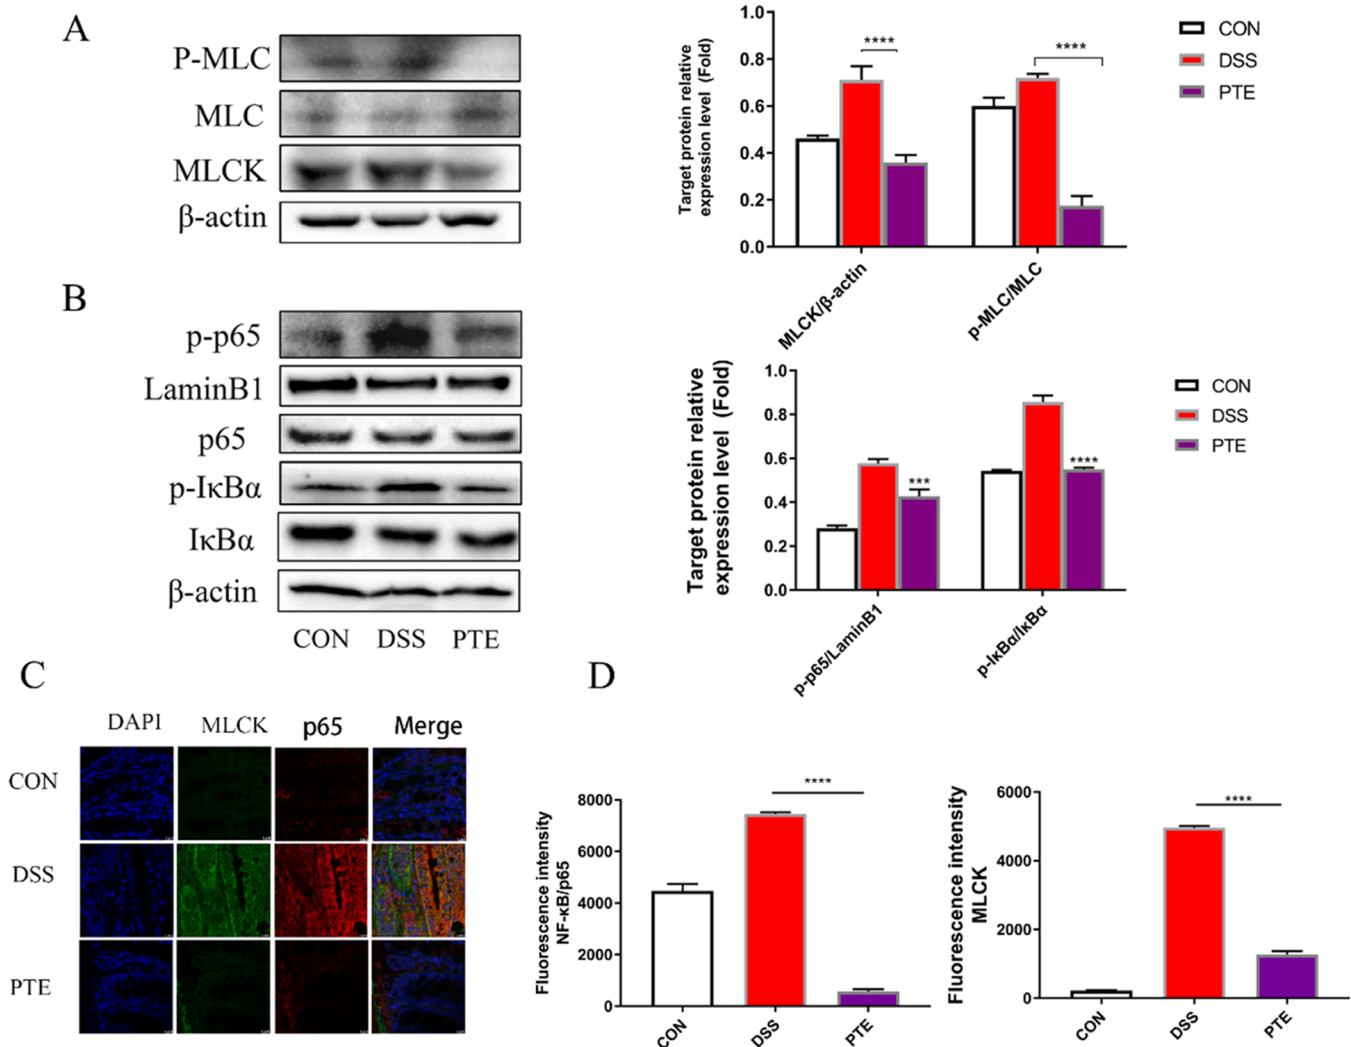 A
P-MLC
MLC
MLCK
β-actin
Target protein relative
expression level (Fold)
1.0
0.8
0.6
0.4
0.2
0.0
****
****
MLCK/β-actin
p-MLC/MLC
CON
DSS
PTE
B
p-p65
LaminB1
p65
p-IκBα
IκBα
β-actin
CON DSS PTE
Target protein relative
expression level (Fold)
1.0
0.8
0.6
0.4
0.2
0.0
***
****
p-p65/LaminB1
p-IκBα/IκBα
CON
DSS
PTE
C
DAPI MLCK p65 Merge
CON
DSS
PTE
D
Fluorescence intensity
NF-κB/p65
8000
6000
4000
2000
0
****
CON
DSS
PTE
Fluorescence intensity
MLCK
6000
4000
2000
0
****
CON
DSS
PTE